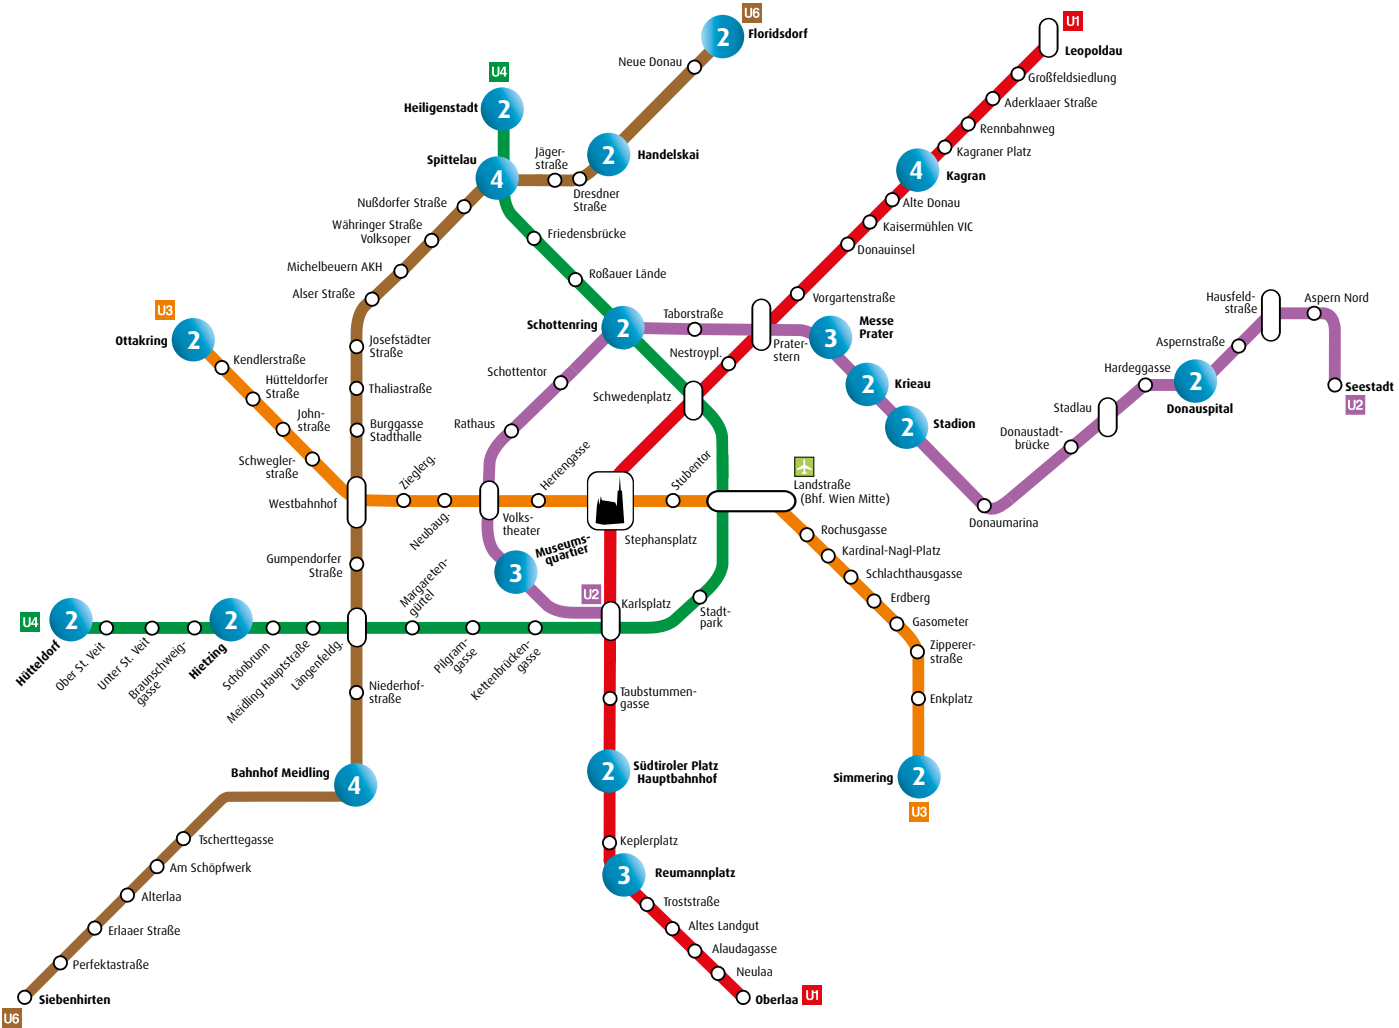 U6
2
Floridsdorf
Neue Donau
U1
Leopoldau
Großfeldsiedlung
Aderklaaer Straße
Rennbahnweg
Kagraner Platz
4
Kagran
Alte Donau
Kaisermühlen VIC
Donauinsel
Vorgartenstraße
U4
Heiligenstadt
2
Spittelau
4
Jäger-
straße
Dresdner
Straße
2
Handelskai
Nußdorfer Straße
Währinger Straße
Volksoper
Michelbeuern AKH
Alser Straße
Friedensbrücke
Roßauer Lände
U3
Ottakring
2
Kendlerstraße
Hütteldorfer
Straße
John-
straße
Schwegler-
straße
Westbahnhof
Josefstädter
Straße
Thaliastraße
Burggasse
Stadthalle
Schottenring
2
Taborstraße
Prater-
stern
Nestroypl.
Schwedenplatz
Messe
Prater
3
2
Krieau
2
Stadion
Donaumarina
Donaustadt-
brücke
Stadlau
Hardeggasse
2
Donauspital
Aspernstraße
Hausfeld-
straße
Aspern Nord
Seestadt
U2
Schottentor
Rathaus
Zieglerg.
Neubaug.
Volks-
theater
Herrengasse
Stephansplatz
Stubentor
Landstraße
(Bhf. Wien Mitte)
Rochusgasse
Kardinal-Nagl-Platz
Schlachthausgasse
Erdberg
Gasometer
Zipperer-
straße
Enkplatz
Simmering
2
U3
3
Museums-
quartier
U2
Karlsplatz
Stadt-
park
Gumpendorfer
Straße
Margareten-
gürtel
U4
2
Hütteldorf
Ober St. Veit
Unter St. Veit
Braunschweig-
gasse
2
Hietzing
Schönbrunn
Meidling Hauptstraße
Längenfeldg.
Pilgram-
gasse
Kettenbrücken-
gasse
Niederhof-
straße
Bahnhof Meidling
4
Tscherttegasse
Am Schöpfwerk
Alterlaa
Erlaaer Straße
Perfektastraße
Siebenhirten
U6
Taubstummen-
gasse
2
Südtiroler Platz
Hauptbahnhof
Keplerplatz
3
Reumannplatz
Troststraße
Altes Landgut
Alaudagasse
Neulaa
Oberlaa
U1